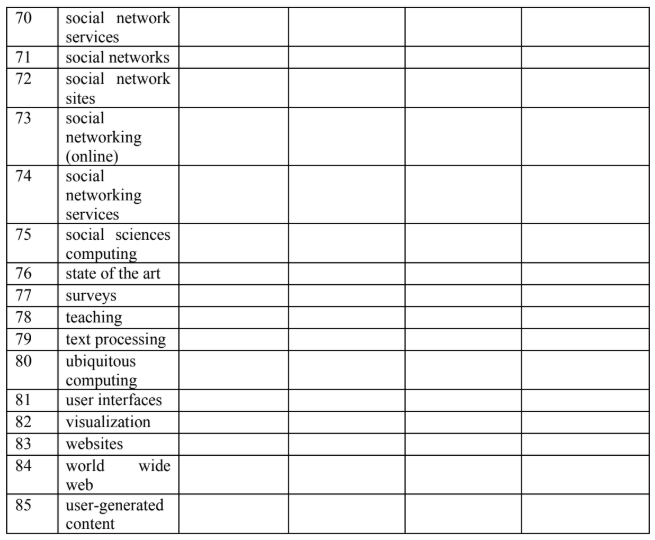 70 social network
services
71 social networks
72 social network
sites
73 social
networking
(online)
74 social
networking
services
75 social sciences
computing
76 state of the art
77 surveys
78 teaching
79 text processing
80 ubiquitous
computing
81 user interfaces
82 visualization
83 websites
84 world wide
web
85 user-generated
content